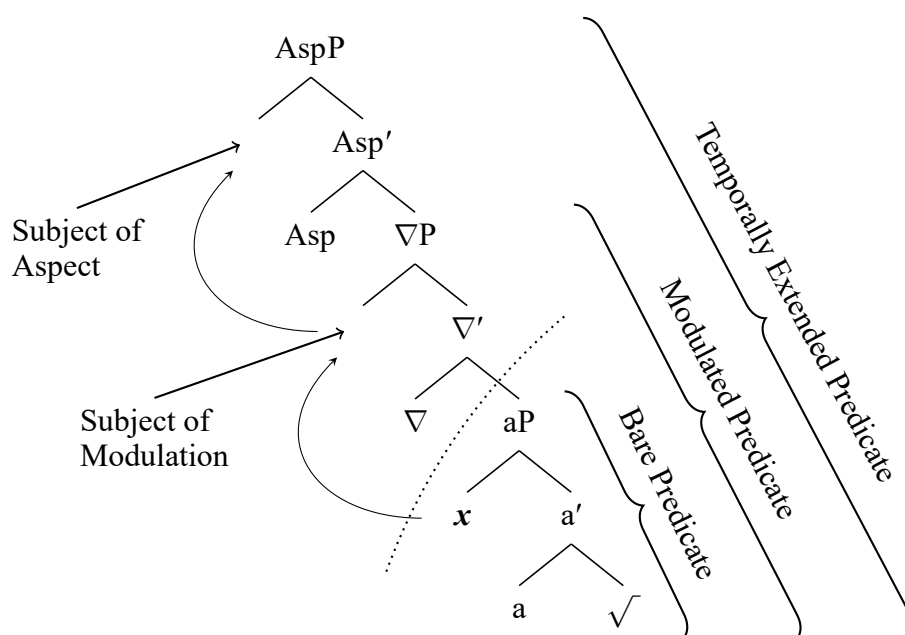 AspP
Asp′
Subject of
Aspect
Asp
∇P
∇′
Subject of
Modulation
∇
aP
x
a′
a
√
Bare Predicate
Modulated Predicate
Temporally Extended Predicate